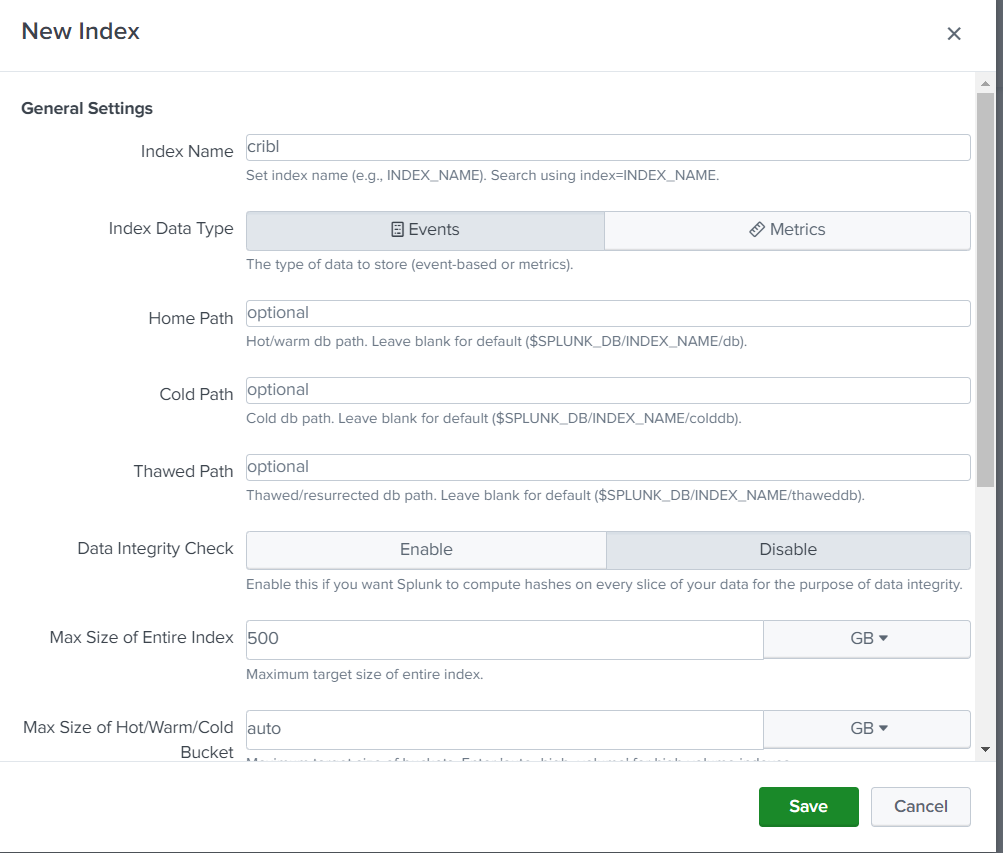 New Index
General Settings
Index Name
cribl
Set index name (e.g., INDEX_NAME). Search using index=INDEX_NAME.
Index Data Type
Events
Metrics
The type of data to store (event-based or metrics).
Home Path
optional
Hot/warm db path. Leave blank for default ($SPLUNK_DB/INDEX_NAME/db).
Cold Path
optional
Cold db path. Leave blank for default ($SPLUNK_DB/INDEX_NAME/colddb).
Thawed Path
optional
Thawed/resurrected db path. Leave blank for default ($SPLUNK_DB/INDEX_NAME/thaweddb).
Data Integrity Check
Enable
Disable
Enable this if you want Splunk to compute hashes on every slice of your data for the purpose of data integrity.
Max Size of Entire Index
500
GB
Maximum target size of entire index.
Max Size of Hot/Warm/Cold
Bucket
auto
GB
Save
Cancel